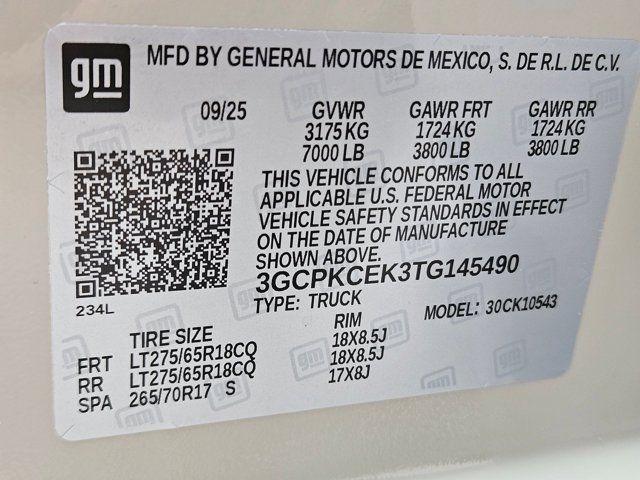 gm
MFD BY GENERAL MOTORS DE MEXICO, S. DE R.L. DE C.V.
09/25 GVWR GAWR FRT GAWR RR
3175 KG 1724 KG 1724 KG
7000 LB 3800 LB 3800 LB
THIS VEHICLE CONFORMS TO ALL
APPLICABLE U.S. FEDERAL MOTOR
VEHICLE SAFETY STANDARDS IN EFFECT
ON THE DATE OF MANUFACTURE
SHOWN ABOVE.
3GCPKCEK3TG145490
234L
TYPE: TRUCK MODEL: 30CK10543
TIRE SIZE RIM
FRT LT275/65R18CQ 18X8.5J
RR LT275/65R18CQ 18X8.5J
SPA 265/70R17 S 17X8J